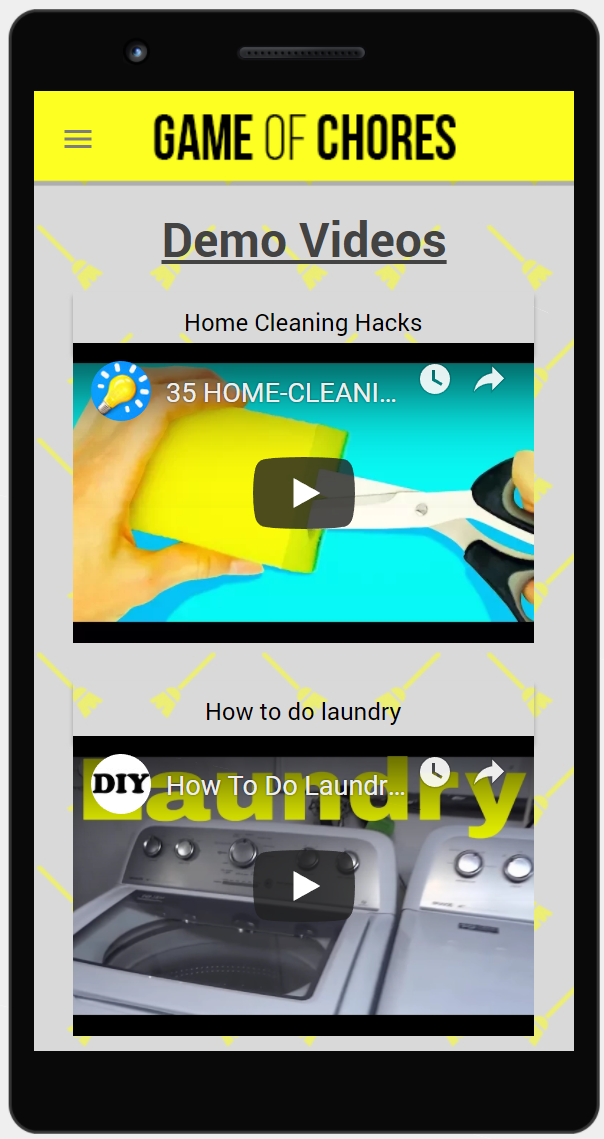 GAME OF CHORES
Demo Videos
Home Cleaning Hacks
35 HOME-CLEANI...
How to do laundry
Laundry
DIY
How To Do Laundr...